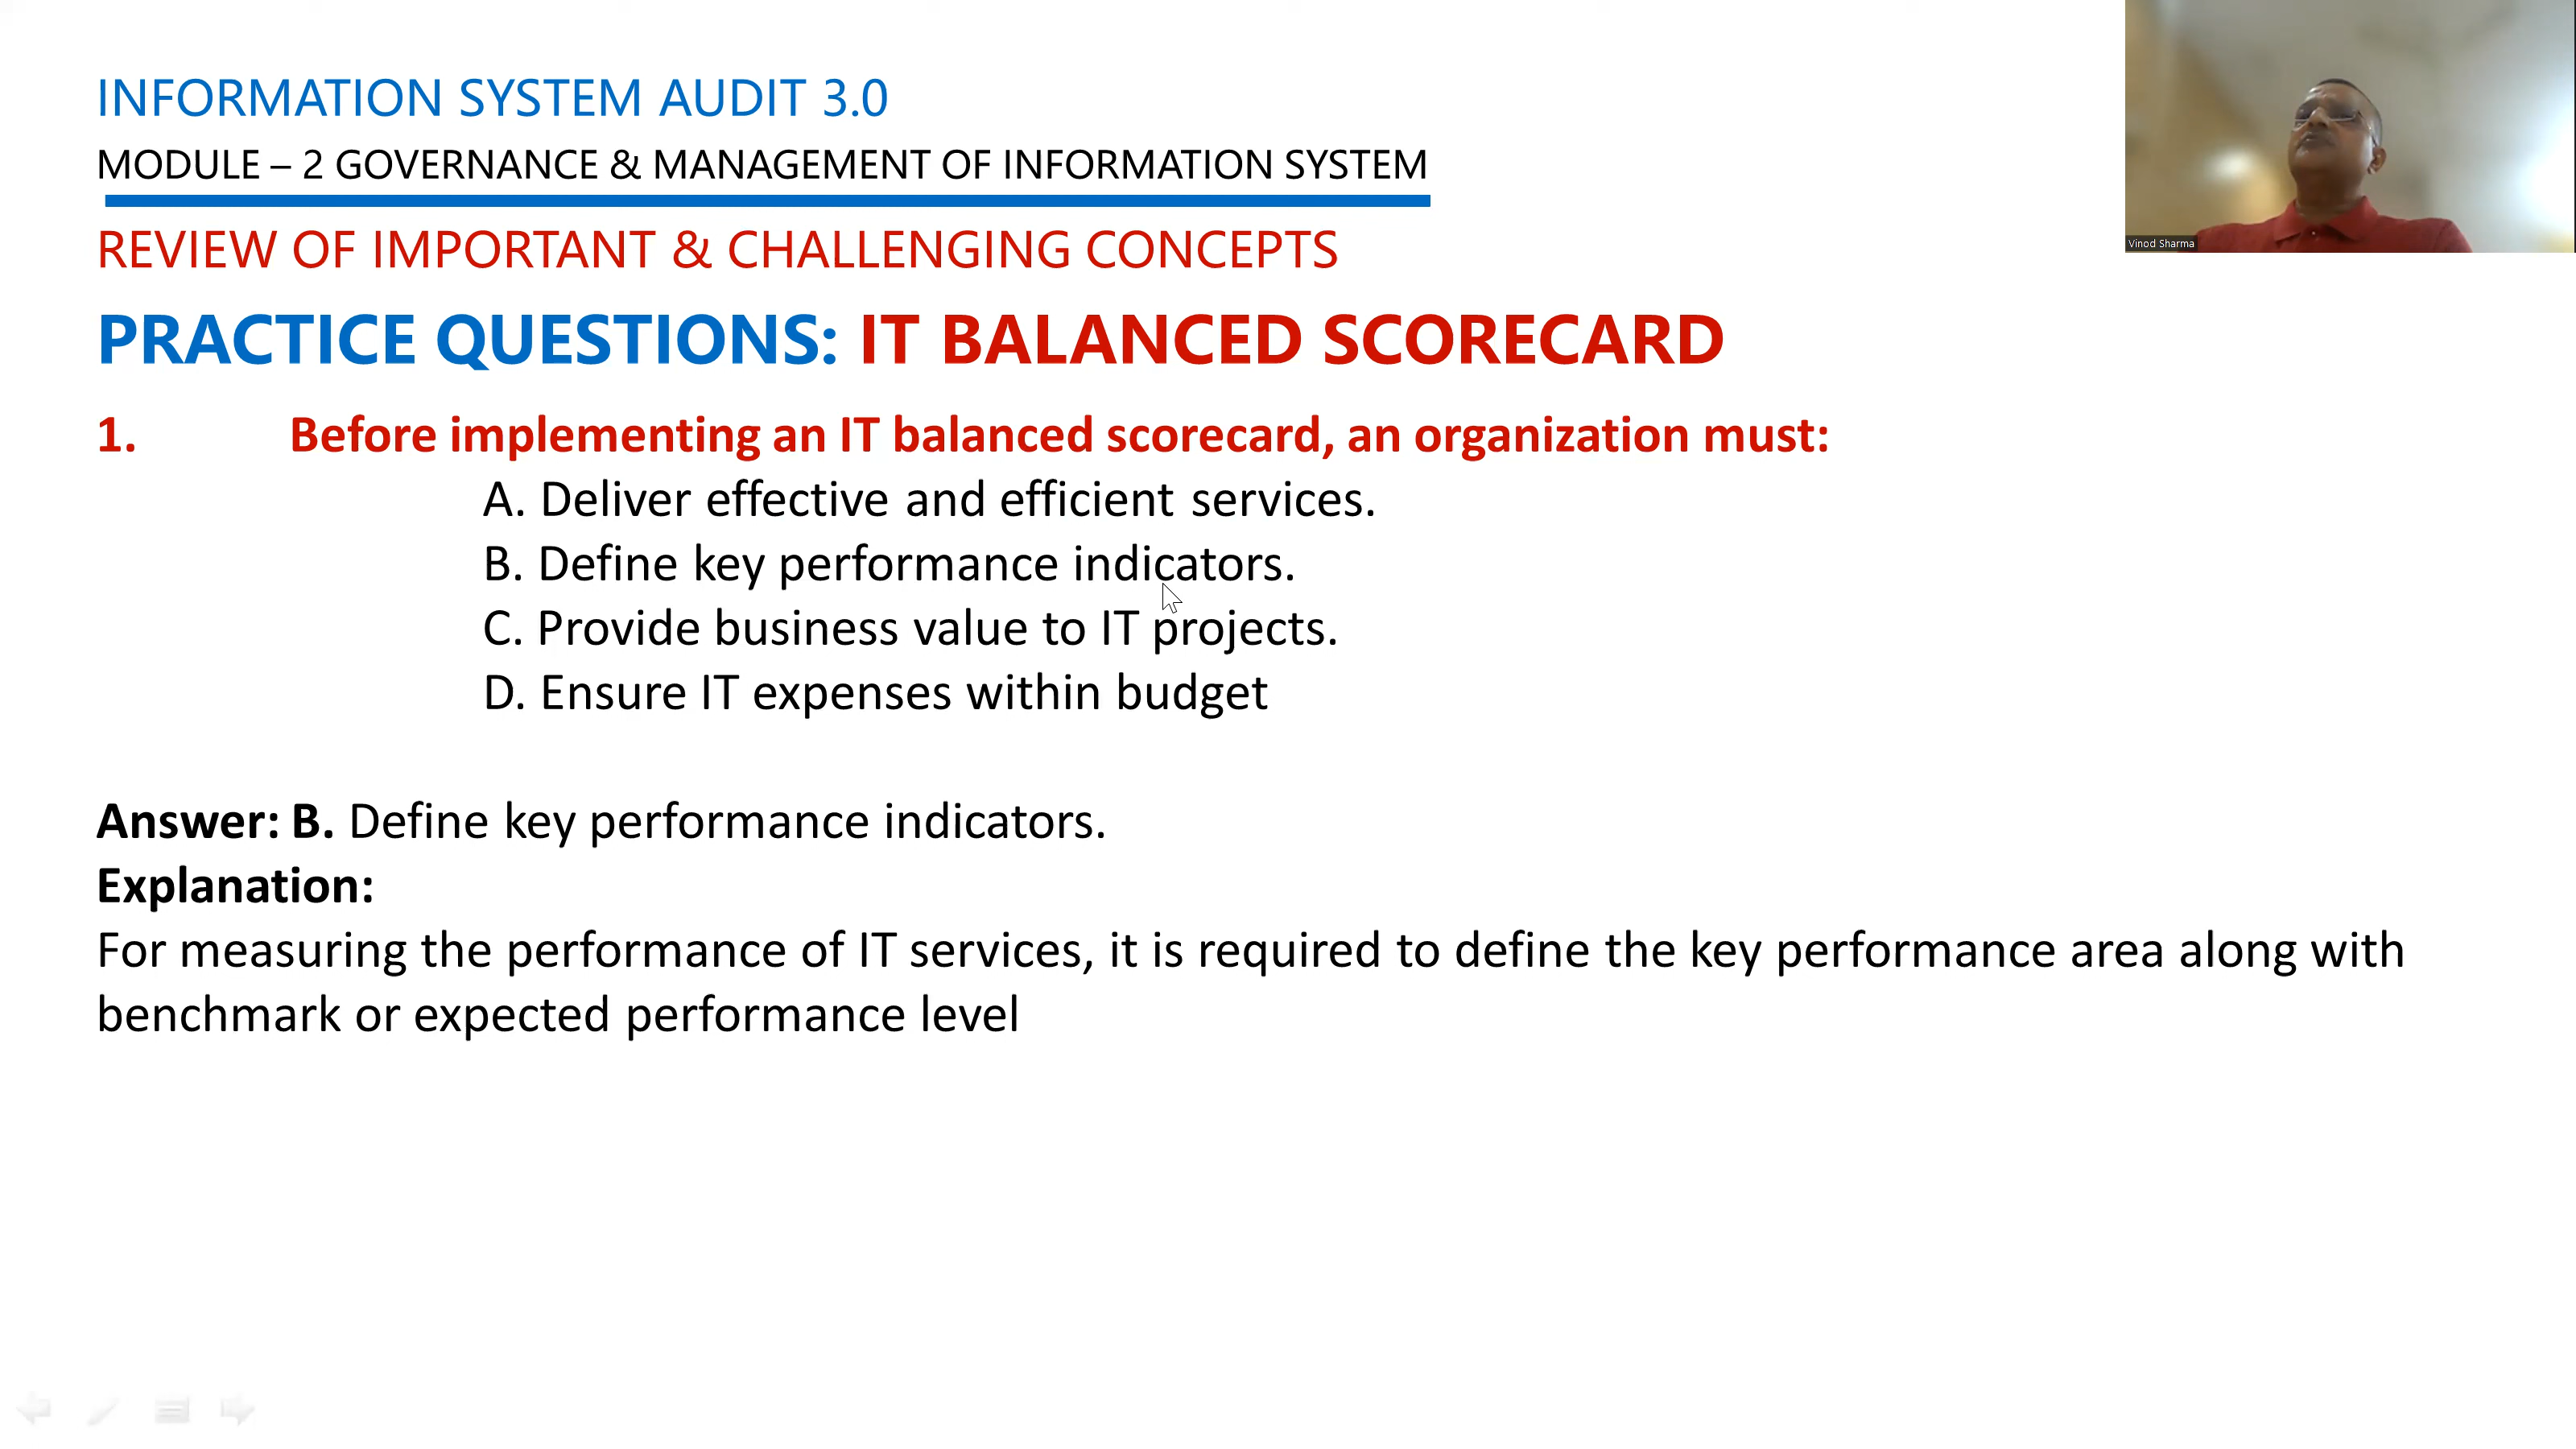 INFORMATION SYSTEM AUDIT 3.0
MODULE – 2 GOVERNANCE & MANAGEMENT OF INFORMATION SYSTEM
Vinod Sharma
REVIEW OF IMPORTANT & CHALLENGING CONCEPTS
PRACTICE QUESTIONS: IT BALANCED SCORECARD
1. Before implementing an IT balanced scorecard, an organization must:
A. Deliver effective and efficient services.
B. Define key performance indicators.
C. Provide business value to IT projects.
D. Ensure IT expenses within budget
Answer: B. Define key performance indicators.
Explanation:
For measuring the performance of IT services, it is required to define the key performance area along with
benchmark or expected performance level